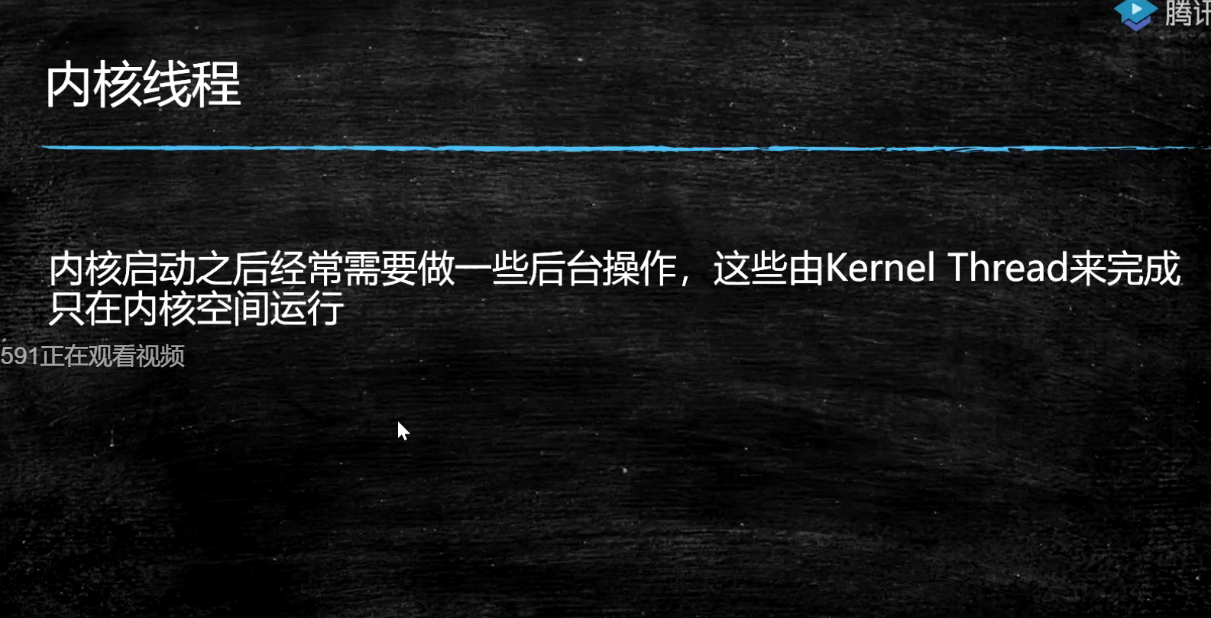 腾讯
内核线程
内核启动之后经常需要做一些后台操作，这些由Kernel Thread来完成
只在内核空间运行
591正在观看视频